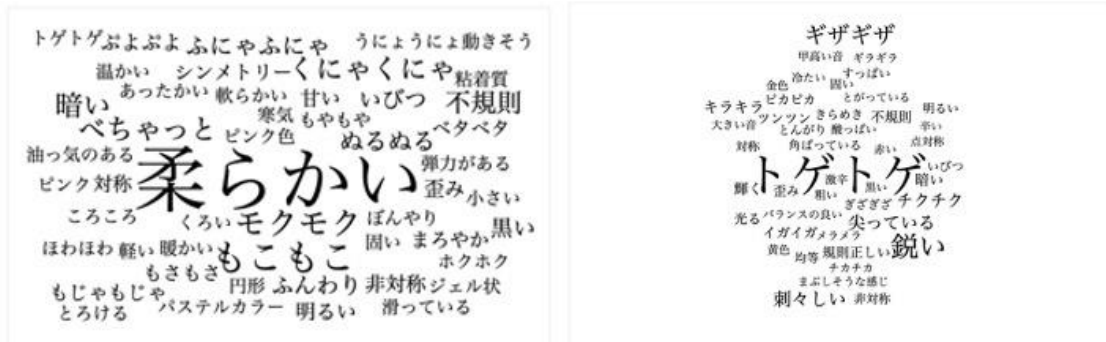 トゲトゲ ぷよぷよ ふにゃふにゃ うにょうにょ動きそう
温かい シンメトリー くにゃくにゃ 粘着質
暗い あったかい 軟らかい 甘い いびつ 不規則
寒気 もやもや
べちゃっと ピンク色 ぬるぬる ベタベタ
油っ気のある 柔らかい 弾力がある
ピンク 対称 歪み 小さい
ころころ くろい モクモク ぼんやり 黒い
ほわほわ 軽い 暖かい もこもこ 固い まろやか
もさもさ ホクホク
もじゃもじゃ 円形 ふんわり 非対称 ジェル状
とろける パステルカラー 明るい 滑っている
ギザギザ
甲高い音 ギラギラ
冷たい すっぱい
金色 固い
キラキラ ピカピカ とがっている 明るい
ツンツン きらめき 不規則
大きい音 とんがり 酸っぱい 辛い
対称 角ばっている 赤い 点対称
トゲトゲ いびつ
激辛 暗い
輝く 歪み 粗い 黒い
ぎざぎざ チクチク
光る バランスの良い 尖っている
イガイガ メラメラ 鋭い
黄色 均等 規則正しい
チカチカ
まぶしそうな感じ
刺々しい 非対称